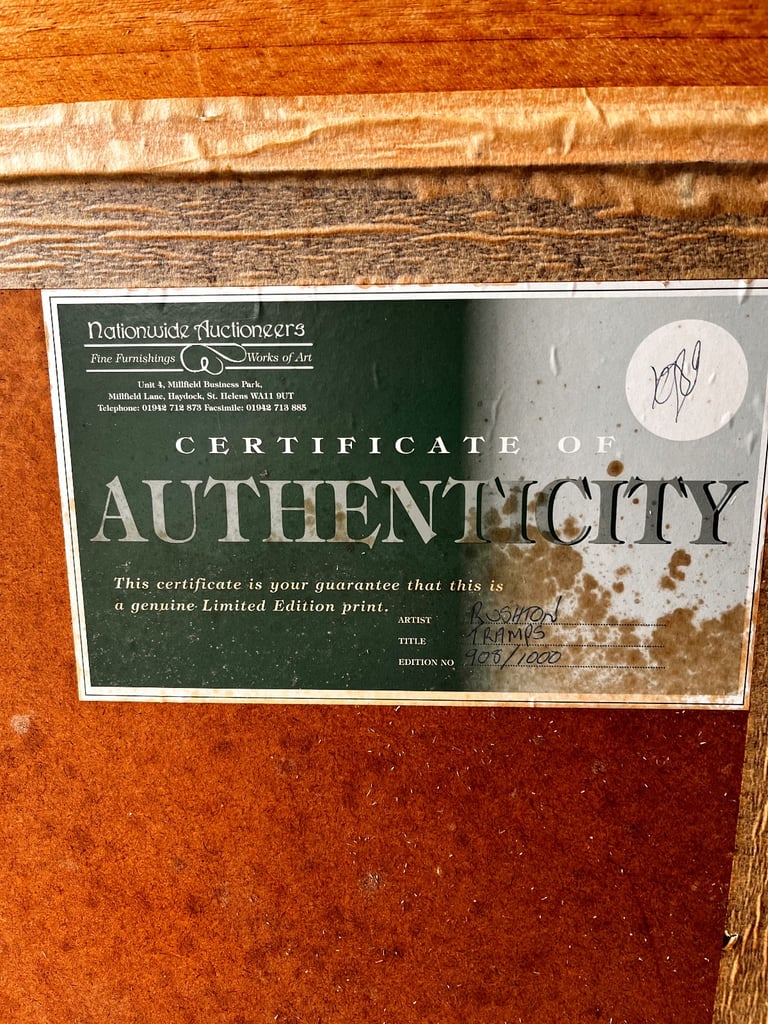 Nationwide Auctioneers
Fine Furnishings Works of Art
Unit 4, Millfield Business Park,
Millfield Lane, Haydock, St. Helens WA11 9UT
Telephone: 01942 712 873 Facsimile: 01942 713 885
CERTIFICATE OF
AUTHENTICITY
This certificate is your guarantee that this is
a genuine Limited Edition print.
ARTIST RUSHTON
TITLE TRAMPS
EDITION NO 908/1000